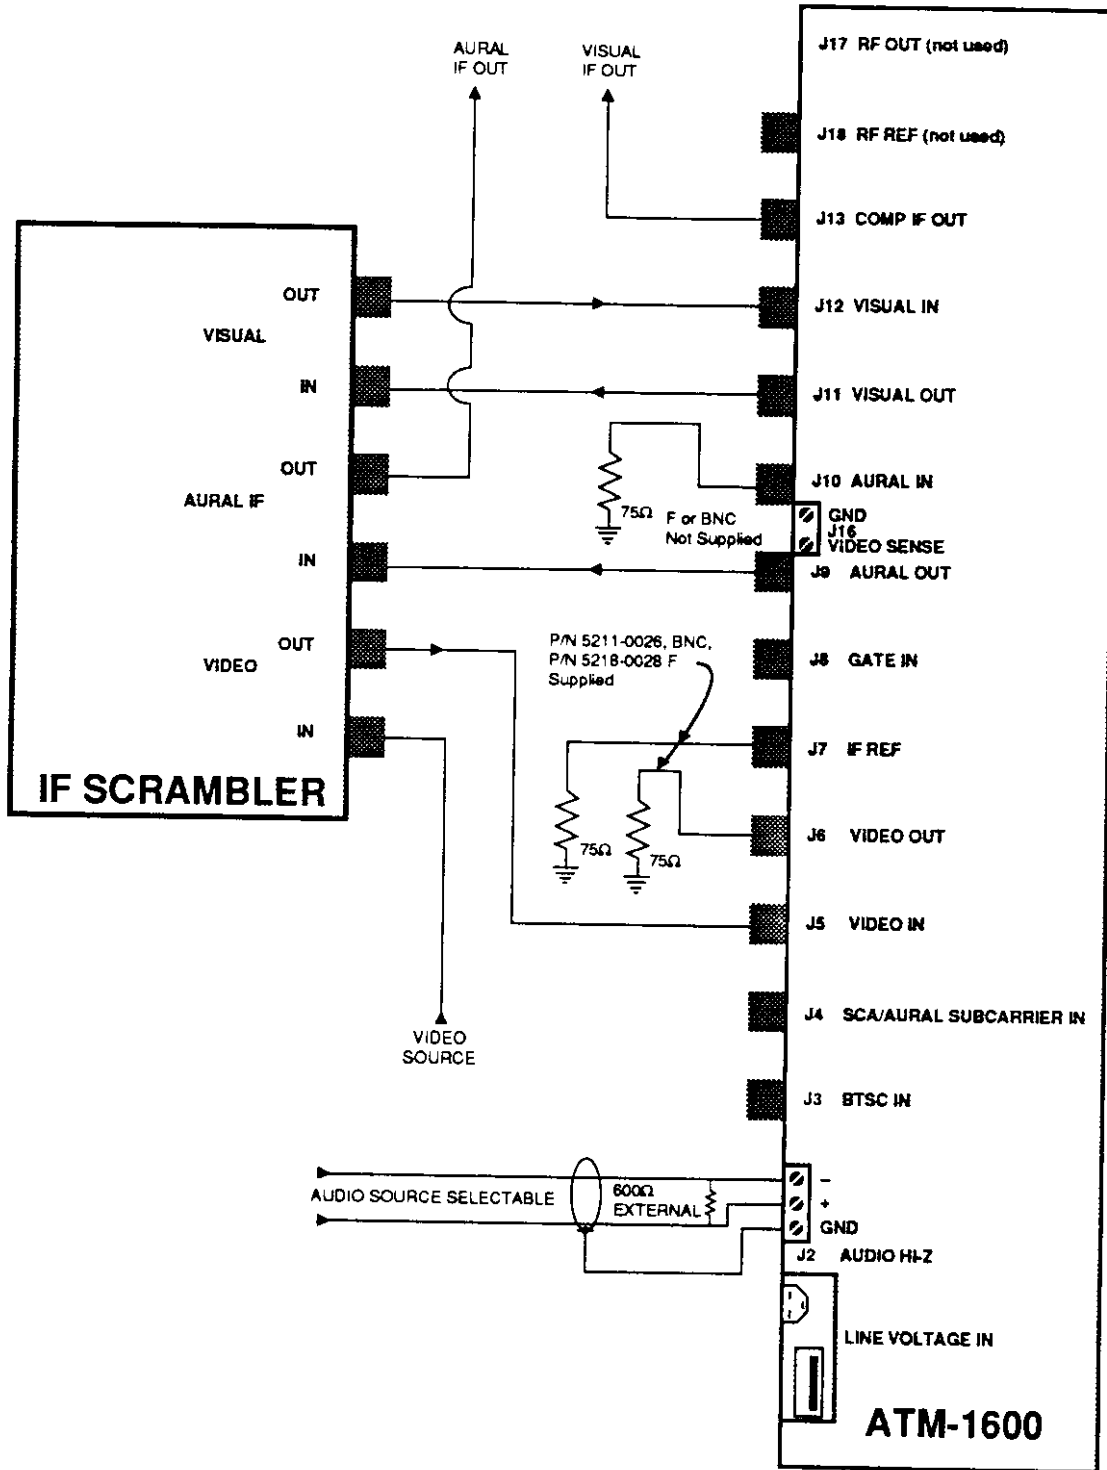 AURAL
IF OUT
VISUAL
IF OUT
J17 RF OUT (not used)
J18 RF REF (not used)
J13 COMP IF OUT
OUT
VISUAL
IN
OUT
AURAL IF
IN
OUT
VIDEO
IN
IF SCRAMBLER
J12 VISUAL IN
J11 VISUAL OUT
J10 AURAL IN
75Ω
F or BNC
Not Supplied
GND
J16
VIDEO SENSE
J9 AURAL OUT
P/N 5211-0026, BNC,
P/N 5218-0028 F
Supplied
J8 GATE IN
J7 IF REF
75Ω
75Ω
J6 VIDEO OUT
J5 VIDEO IN
J4 SCA/AURAL SUBCARRIER IN
VIDEO
SOURCE
J3 BTSC IN
AUDIO SOURCE SELECTABLE
600Ω
EXTERNAL
–
+
GND
J2 AUDIO HI-Z
LINE VOLTAGE IN
ATM-1600